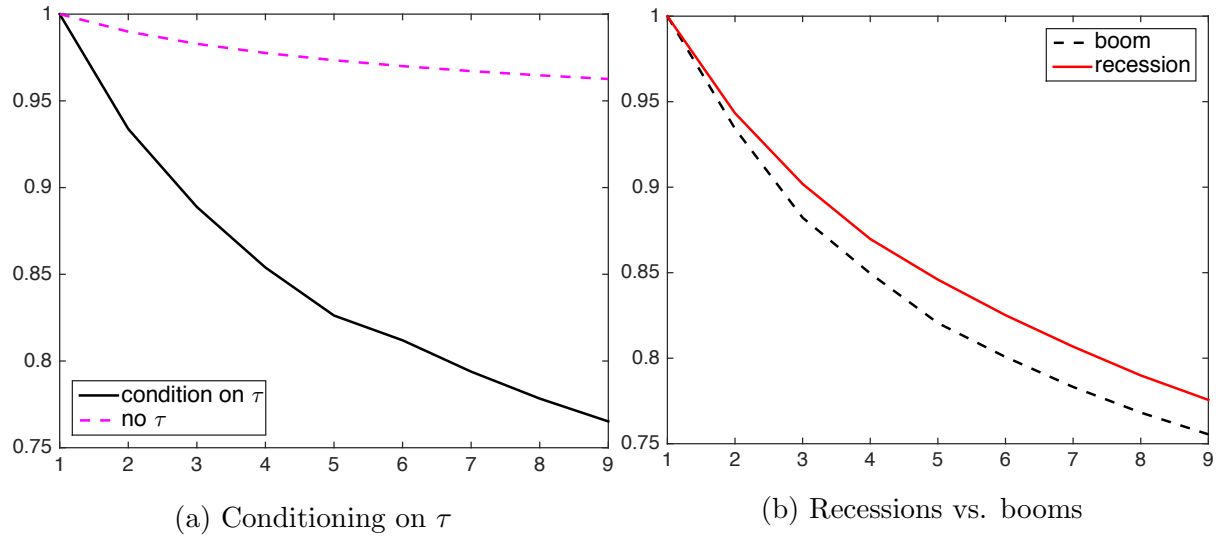 1
0.95
0.9
0.85
0.8
0.75
1 2 3 4 5 6 7 8 9
condition on τ
no τ
(a) Conditioning on τ
1
0.95
0.9
0.85
0.8
0.75
1 2 3 4 5 6 7 8 9
boom
recession
(b) Recessions vs. booms